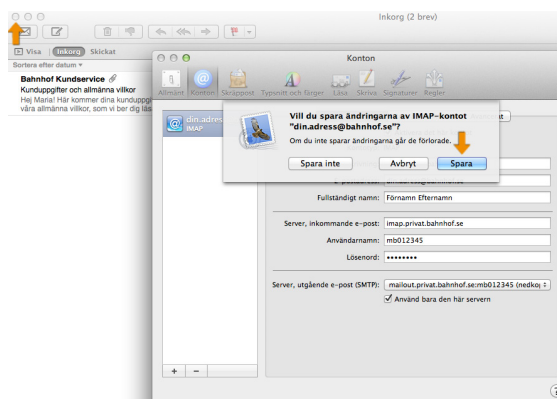 Inkorg (2 brev)
Visa Inkorg Skickat
Sortera efter datum
Bahnhof Kundservice
Kunduppgifter och allmänna villkor
Hej Maria! Här kommer dina kunduppgi
våra allmänna villkor, som vi ber dig läs
Konton
Allmänt Konton Skräppost Typsnitt och färger Läsa Skriva Signaturer Regler
din.adres
IMAP
Vill du spara ändringarna av IMAP-kontot
"din.adress@bahnhof.se"?
Om du inte sparar ändringarna går de förlorade.
Spara inte Avbryt Spara
Fullständigt namn: Förnamn Efternamn
Server, inkommande e-post: imap.privat.bahnhof.se
Användarnamn: mb012345
Lösenord: ••••••••
Server, utgående e-post (SMTP): mailout.privat.bahnhof.se:mb012345 (nedkop
Använd bara den här servern
+ −
?